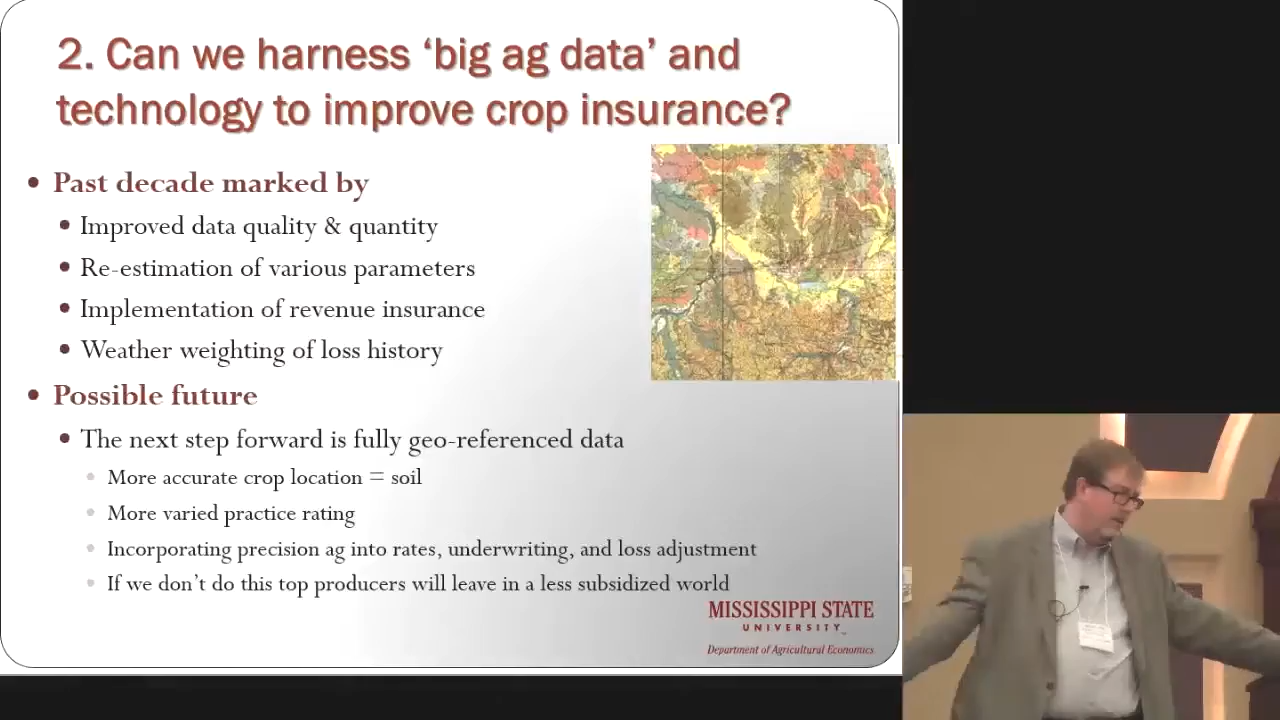 2. Can we harness ‘big ag data’ and
technology to improve crop insurance?
• Past decade marked by
• Improved data quality & quantity
• Re-estimation of various parameters
• Implementation of revenue insurance
• Weather weighting of loss history
• Possible future
• The next step forward is fully geo-referenced data
• More accurate crop location = soil
• More varied practice rating
• Incorporating precision ag into rates, underwriting, and loss adjustment
• If we don’t do this top producers will leave in a less subsidized world
MISSISSIPPI STATE
UNIVERSITY™
Department of Agricultural Economics